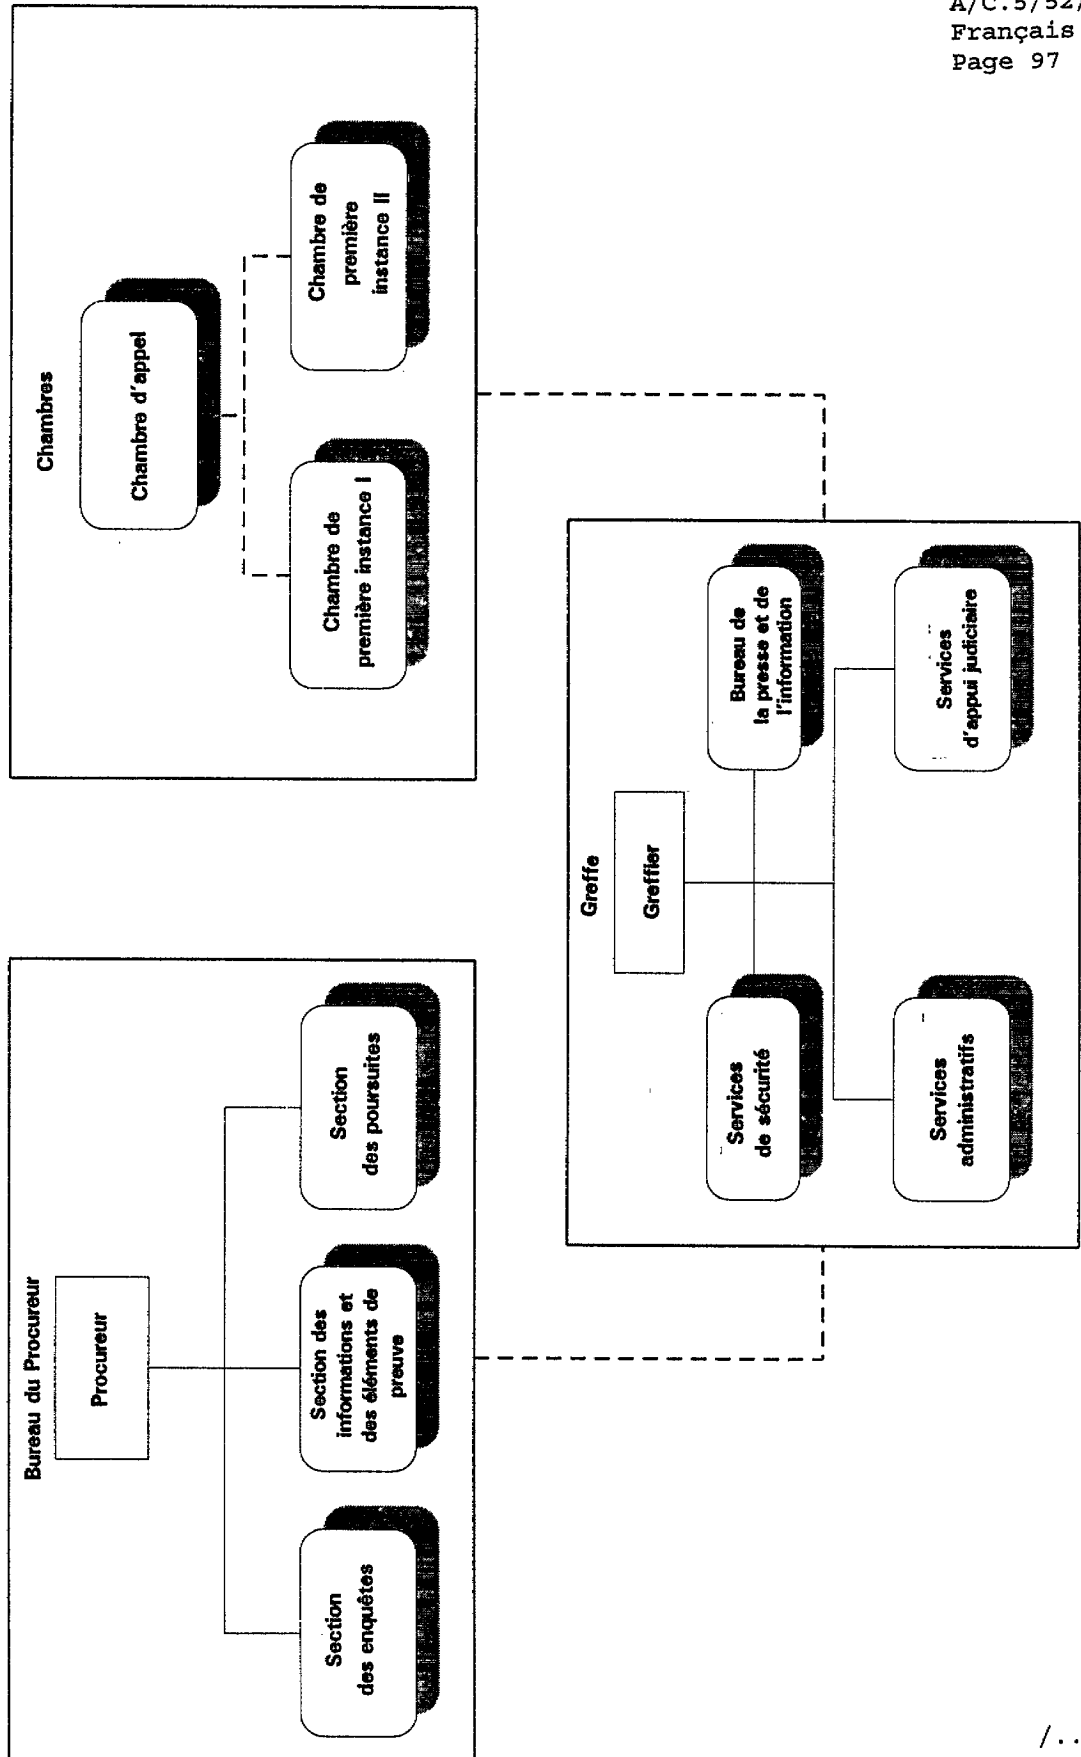 A/C.5/52/
Français
Page 97
Bureau du Procureur
Procureur
Section
des enquêtes
Section des
informations et
des éléments de
preuve
Section
des poursuites
Chambres
Chambre d'appel
Chambre de
première instance I
Chambre de
première
instance II
Greffe
Greffier
Services
de sécurité
Bureau de
la presse et de
l'information
Services
administratifs
Services
d'appui judiciaire
/..